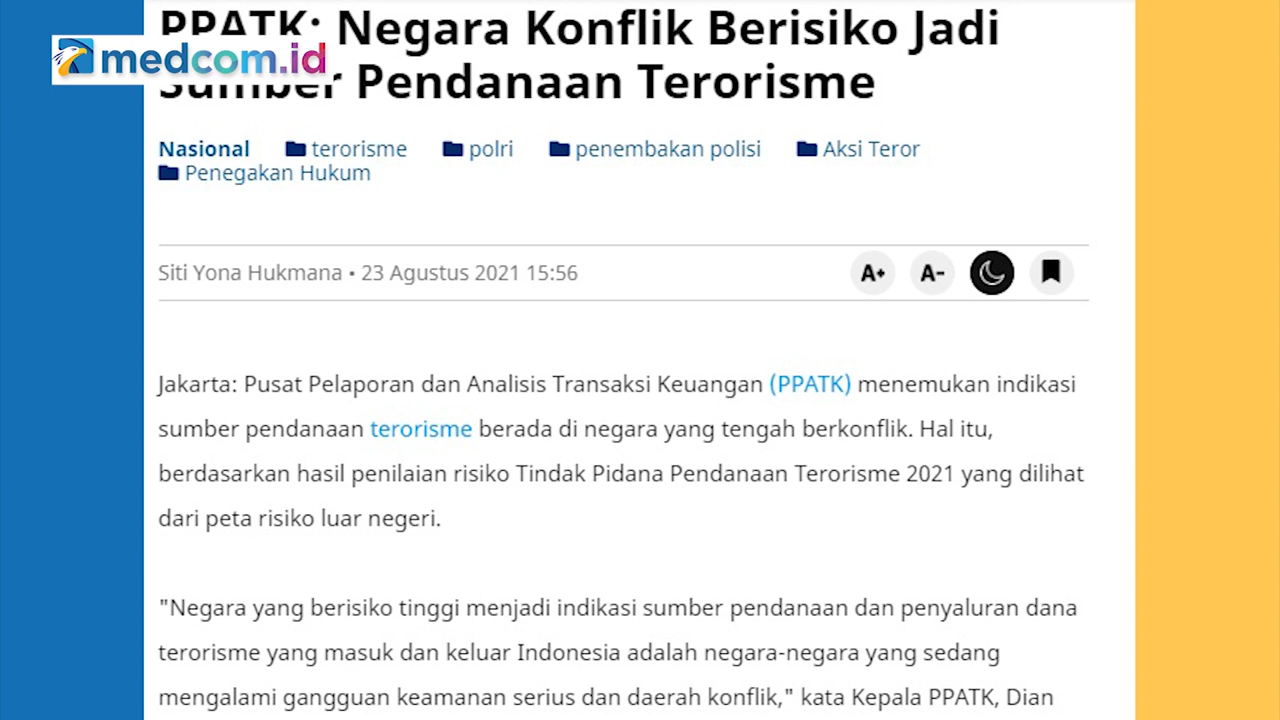 PPATK: Negara Konflik Berisiko Jadi
medcom.id
Sumber Pendanaan Terorisme
Nasional terorisme polri penembakan polisi Aksi Teror
Penegakan Hukum
Siti Yona Hukmana • 23 Agustus 2021 15:56 A+ A-
Jakarta: Pusat Pelaporan dan Analisis Transaksi Keuangan (PPATK) menemukan indikasi
sumber pendanaan terorisme berada di negara yang tengah berkonflik. Hal itu,
berdasarkan hasil penilaian risiko Tindak Pidana Pendanaan Terorisme 2021 yang dilihat
dari peta risiko luar negeri.
"Negara yang berisiko tinggi menjadi indikasi sumber pendanaan dan penyaluran dana
terorisme yang masuk dan keluar Indonesia adalah negara-negara yang sedang
mengalami gangguan keamanan serius dan daerah konflik," kata Kepala PPATK, Dian